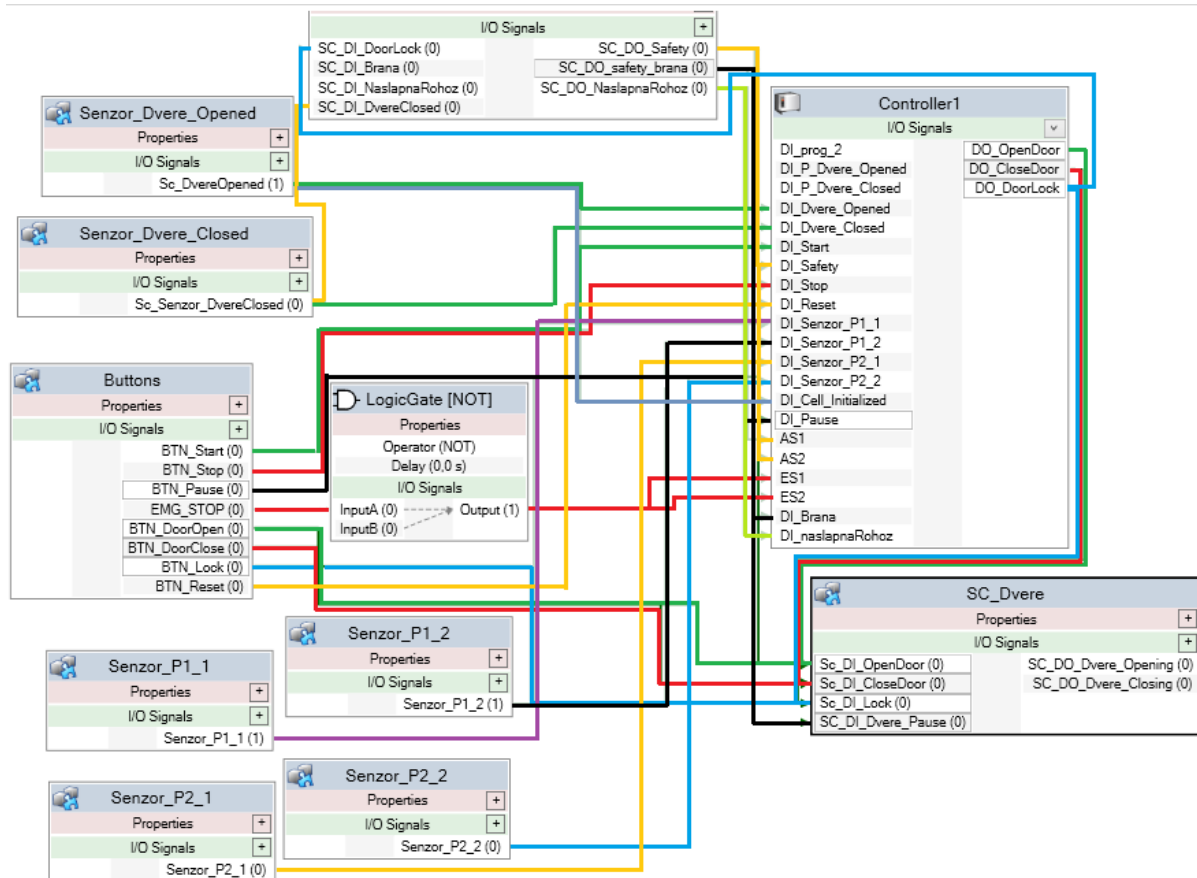 I/O Signals +
SC_DI_DoorLock (0) SC_DO_Safety (0)
SC_DI_Brana (0) SC_DO_safety_brana (0)
SC_DI_NaslapnaRohoz (0) SC_DO_NaslapnaRohoz (0)
SC_DI_DvereClosed (0)
Senzor_Dvere_Opened
Properties +
I/O Signals +
Sc_DvereOpened (1)
Senzor_Dvere_Closed
Properties +
I/O Signals +
Sc_Senzor_DvereClosed (0)
Buttons
Properties +
I/O Signals +
BTN_Start (0)
BTN_Stop (0)
BTN_Pause (0)
EMG_STOP (0)
BTN_DoorOpen (0)
BTN_DoorClose (0)
BTN_Lock (0)
BTN_Reset (0)
LogicGate [NOT]
Properties
Operator (NOT)
Delay (0,0 s)
I/O Signals
InputA (0) Output (1)
InputB (0)
Controller1
I/O Signals
DI_prog_2 DO_OpenDoor
DI_P_Dvere_Opened DO_CloseDoor
DI_P_Dvere_Closed DO_DoorLock
DI_Dvere_Opened
DI_Dvere_Closed
DI_Start
DI_Safety
DI_Stop
DI_Reset
DI_Senzor_P1_1
DI_Senzor_P1_2
DI_Senzor_P2_1
DI_Senzor_P2_2
DI_Cell_Initialized
DI_Pause
AS1
AS2
ES1
ES2
DI_Brana
DI_naslapnaRohoz
SC_Dvere
Properties +
I/O Signals +
Sc_DI_OpenDoor (0) SC_DO_Dvere_Opening (0)
Sc_DI_CloseDoor (0) SC_DO_Dvere_Closing (0)
Sc_DI_Lock (0)
SC_DI_Dvere_Pause (0)
Senzor_P1_2
Properties +
I/O Signals +
Senzor_P1_2 (1)
Senzor_P1_1
Properties +
I/O Signals +
Senzor_P1_1 (1)
Senzor_P2_2
Properties +
I/O Signals +
Senzor_P2_2 (0)
Senzor_P2_1
Properties +
I/O Signals +
Senzor_P2_1 (0)